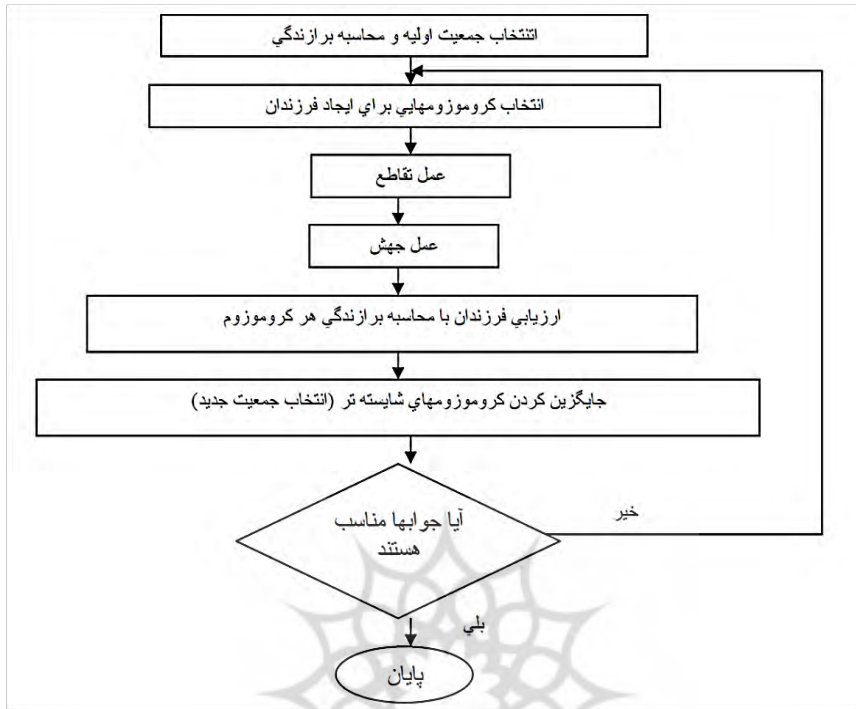 اتنتخاب جمعيت اوليه و محاسبه برازندگي
انتخاب كروموزومهايي براي ايجاد فرزندان
عمل تقاطع
عمل جهش
ارزيابي فرزندان با محاسبه برازندگي هر كروموزوم
جايگزين كردن كروموزومهاي شايسته تر (انتخاب جمعيت جديد)
آيا جوابها مناسب
هستند
خير
بلي
پايان